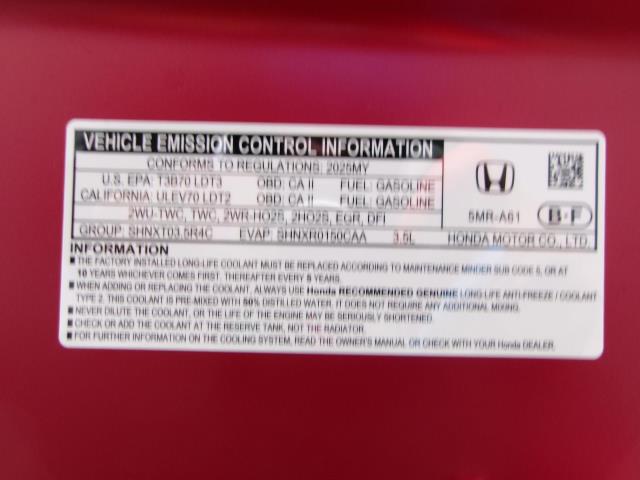 VEHICLE EMISSION CONTROL INFORMATION
CONFORMS TO REGULATIONS: 2025MY
U.S. EPA: T3B70 LDT3 OBD: CA II FUEL: GASOLINE
CALIFORNIA: ULEV70 LDT2 OBD: CA II FUEL: GASOLINE
2WU-TWC, TWC, 2WR-HO2S, 2HO2S, EGR, DFI
5MR-A61 B-F
GROUP: SHNXT03.5R4C EVAP: SHNXR0150CAA 3.5L HONDA MOTOR CO., LTD.
INFORMATION
■ THE FACTORY INSTALLED LONG-LIFE COOLANT MUST BE REPLACED ACCORDING TO MAINTENANCE MINDER SUB CODE 5, OR AT
10 YEARS WHICHEVER COMES FIRST. THEREAFTER EVERY 5 YEARS.
■ WHEN ADDING OR REPLACING THE COOLANT, ALWAYS USE Honda RECOMMENDED GENUINE LONG-LIFE ANTI-FREEZE / COOLANT
TYPE 2. THIS COOLANT IS PRE-MIXED WITH 50% DISTILLED WATER. IT DOES NOT REQUIRE ANY ADDITIONAL MIXING.
■ NEVER DILUTE THE COOLANT, OR THE LIFE OF THE ENGINE MAY BE SERIOUSLY SHORTENED.
■ CHECK OR ADD THE COOLANT AT THE RESERVE TANK, NOT THE RADIATOR.
■ FOR FURTHER INFORMATION ON THE COOLING SYSTEM, READ THE OWNER'S MANUAL OR CHECK WITH YOUR Honda DEALER.